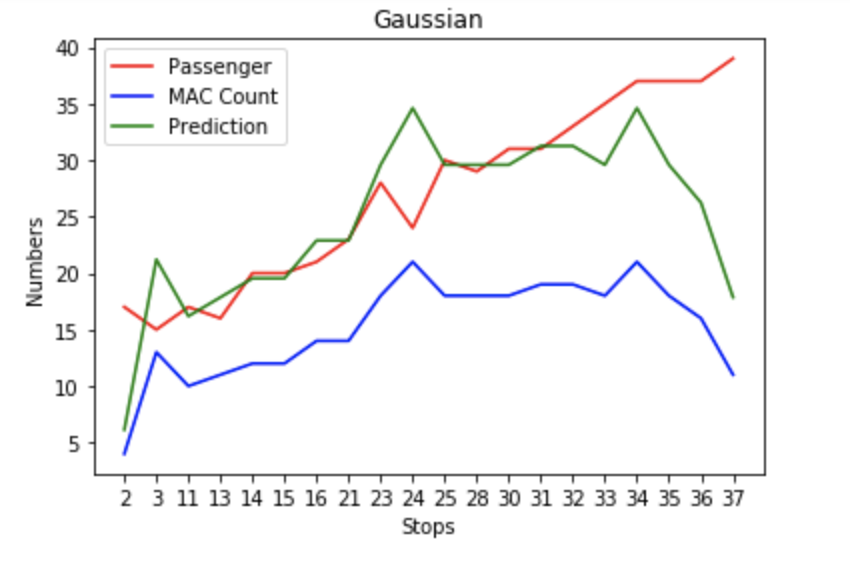 Gaussian
40
35
30
25
20
15
10
5
Numbers
Passenger
MAC Count
Prediction
2 3 11 13 14 15 16 21 23 24 25 28 30 31 32 33 34 35 36 37
Stops